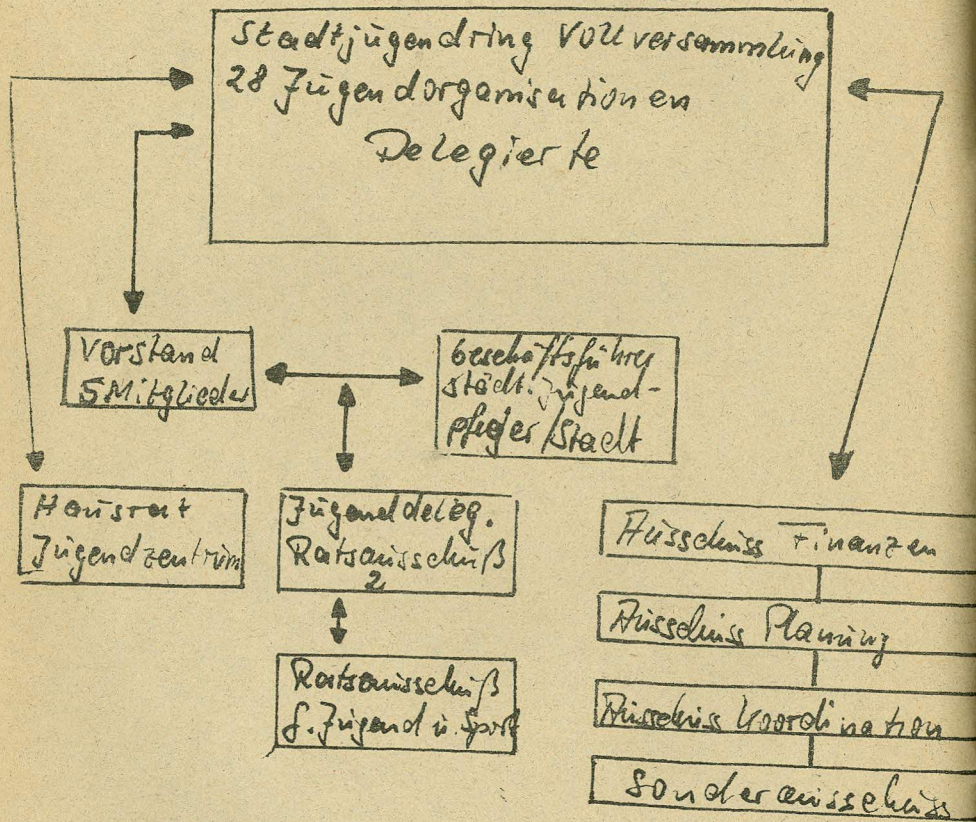 Stadtjugendring Vollversammlung
28 Jugendorganisationen
Delegierte
Vorstand
5 Mitglieder
Geschäftsführer
städt. Jugend-
pfleger/Stadt
Hausrat
Jugendzentrum
Jugenddeleg.
Ratsausschuß
2
Ratsausschuß
f. Jugend u. Sport
Ausschuss Finanzen
Ausschuss Planung
Ausschuss Koordination
Sonderausschuss